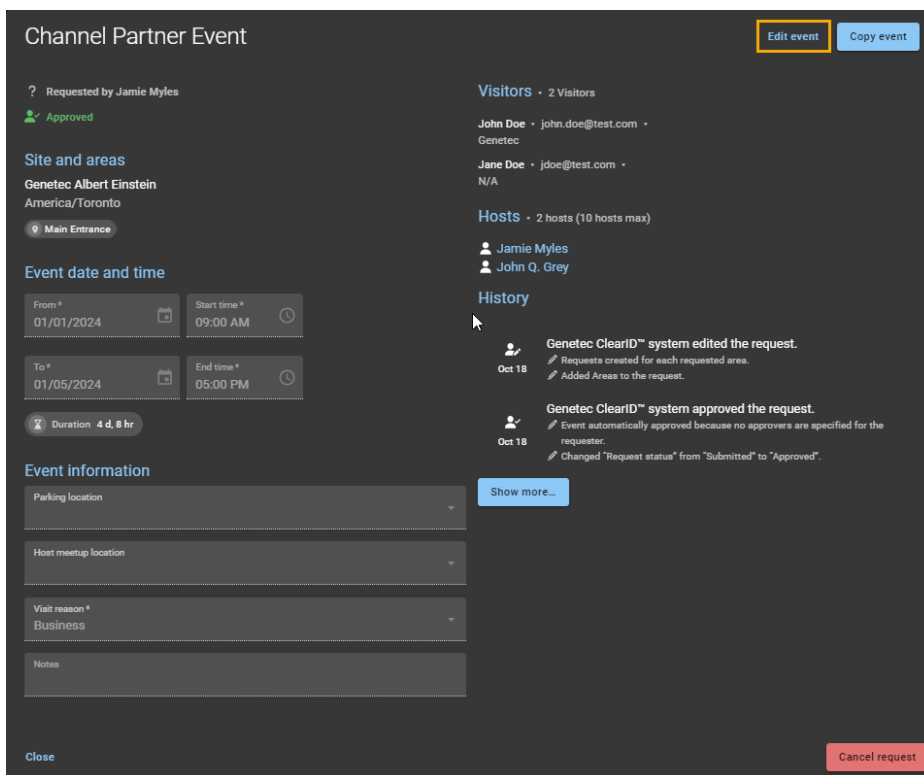 Channel Partner Event
Edit event
Copy event
? Requested by Jamie Myles
Approved
Site and areas
Genetec Albert Einstein
America/Toronto
Main Entrance
Event date and time
From *
01/01/2024
Start time *
09:00 AM
To *
01/05/2024
End time *
05:00 PM
Duration 4 d, 8 hr
Event information
Parking location
Host meetup location
Visit reason *
Business
Notes
Visitors • 2 Visitors
John Doe • john.doe@test.com •
Genetec
Jane Doe • jdoe@test.com •
N/A
Hosts • 2 hosts (10 hosts max)
Jamie Myles
John Q. Grey
History
Oct 18
Genetec ClearID™ system edited the request.
Requests created for each requested area.
Added Areas to the request.
Oct 18
Genetec ClearID™ system approved the request.
Event automatically approved because no approvers are specified for the
requester.
Changed "Request status" from "Submitted" to "Approved".
Show more...
Close
Cancel request